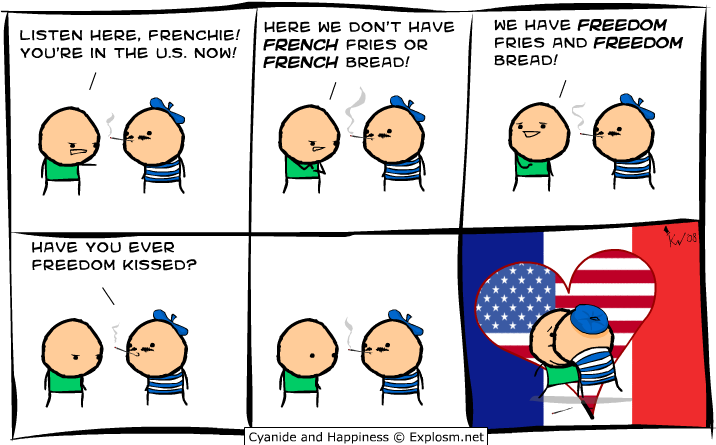 LISTEN HERE, FRENCHIE!
YOU'RE IN THE U.S. NOW!
HERE WE DON'T HAVE
FRENCH FRIES OR
FRENCH BREAD!
WE HAVE FREEDOM
FRIES AND FREEDOM
BREAD!
HAVE YOU EVER
FREEDOM KISSED?
Cyanide and Happiness © Explosm.net